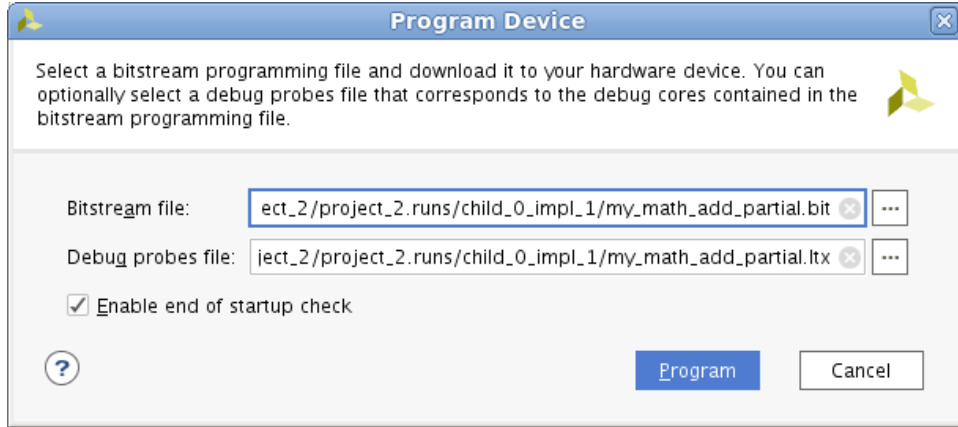 Program Device
Select a bitstream programming file and download it to your hardware device. You can
optionally select a debug probes file that corresponds to the debug cores contained in the
bitstream programming file.
Bitstream file: ect_2/project_2.runs/child_0_impl_1/my_math_add_partial.bit ...
Debug probes file: ject_2/project_2.runs/child_0_impl_1/my_math_add_partial.ltx ...
Enable end of startup check
? Program Cancel